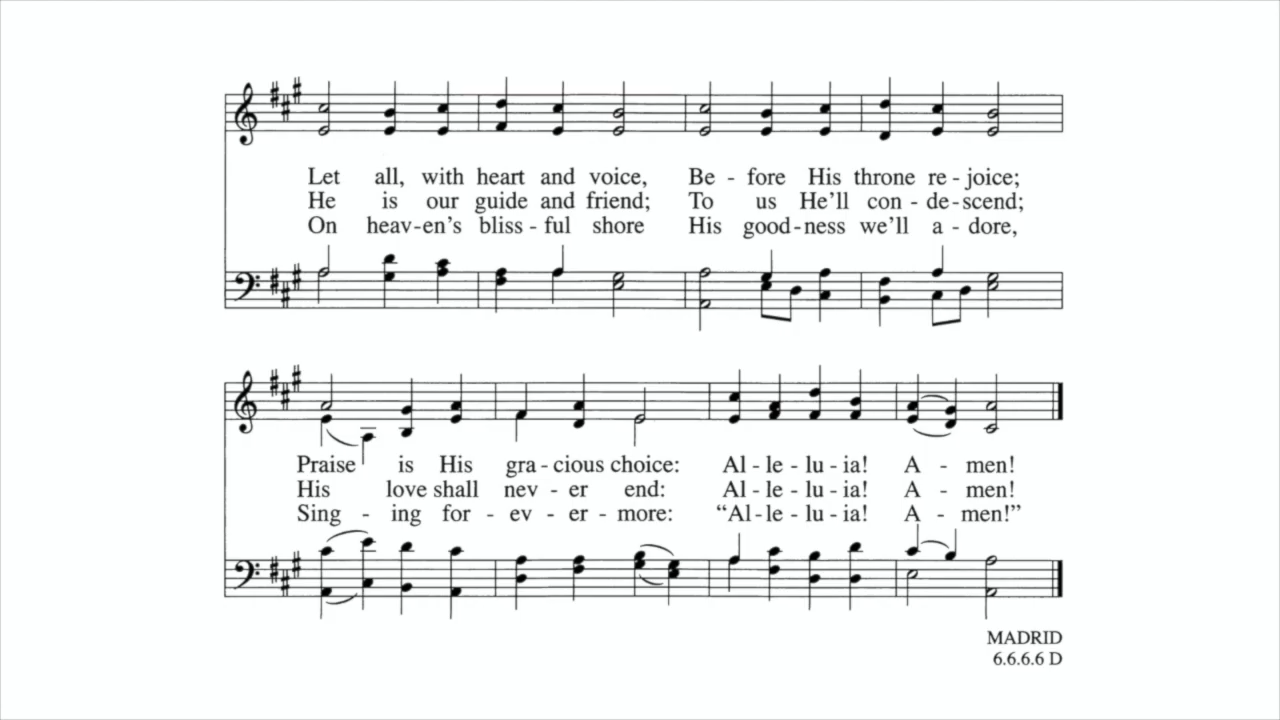 Let all, with heart and voice, Be - fore His throne re - joice;
He is our guide and friend; To us He'll con - de - scend;
On heav-en's bliss - ful shore His good-ness we'll a - dore,
Praise is His gra - cious choice: Al - le - lu - ia! A - men!
His love shall nev - er end: Al - le - lu - ia! A - men!
Sing - ing for - ev - er - more: “Al - le - lu - ia! A - men!”
MADRID
6.6.6.6 D